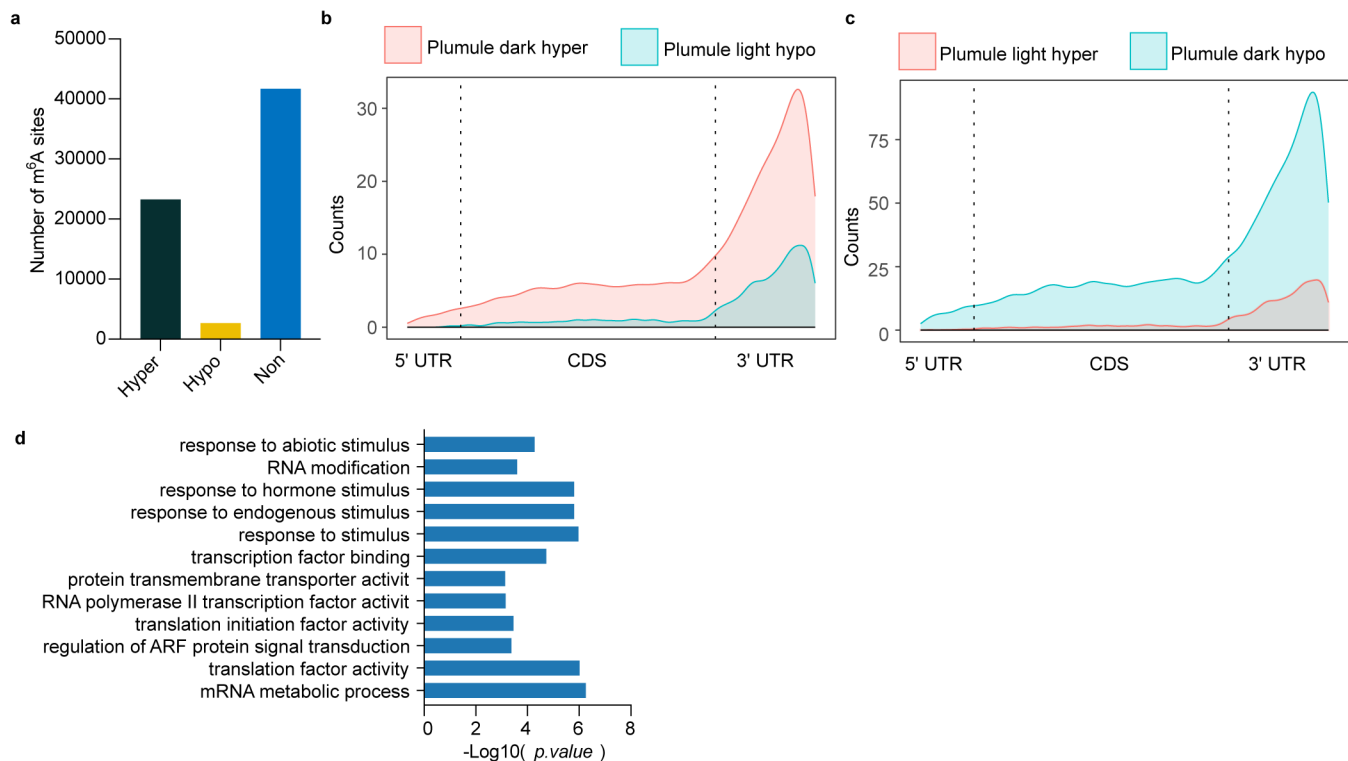 a
50000
40000
30000
20000
10000
0
Number of m⁶A sites
Hyper
Hypo
Non
b
Plumule dark hyper
Plumule light hypo
30
20
10
0
Counts
5' UTR
CDS
3' UTR
c
Plumule light hyper
Plumule dark hypo
75
50
25
0
Counts
5' UTR
CDS
3' UTR
d
response to abiotic stimulus
RNA modification
response to hormone stimulus
response to endogenous stimulus
response to stimulus
transcription factor binding
protein transmembrane transporter activit
RNA polymerase II transcription factor activit
translation initiation factor activity
regulation of ARF protein signal transduction
translation factor activity
mRNA metabolic process
0 2 4 6 8
-Log10( p.value )